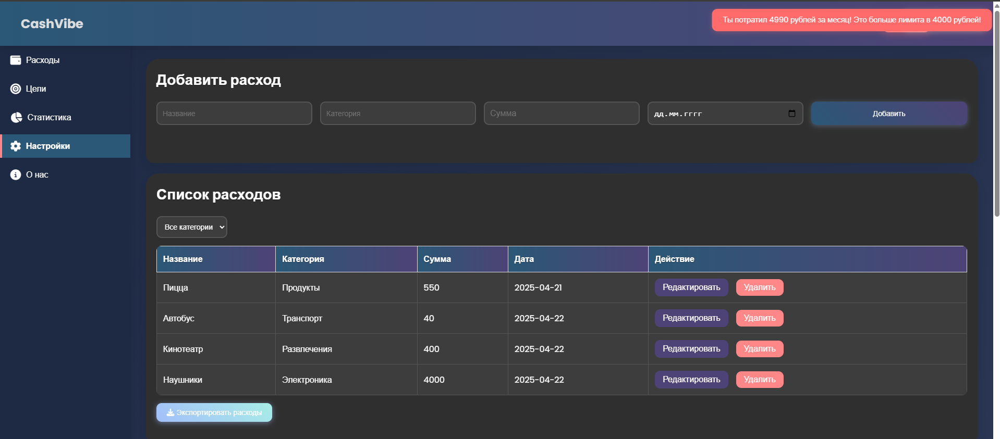 CashVibe
Ты потратил 4990 рублей за месяц! Это больше лимита в 4000 рублей!
Расходы
Цели
Статистика
Настройки
О нас
Добавить расход
Название Категория Сумма дд.мм.гггг Добавить
Список расходов
Все категории
Название Категория Сумма Дата Действие
Пицца Продукты 550 2025-04-21 Редактировать Удалить
Автобус Транспорт 40 2025-04-22 Редактировать Удалить
Кинотеатр Развлечения 400 2025-04-22 Редактировать Удалить
Наушники Электроника 4000 2025-04-22 Редактировать Удалить
Экспортировать расходы